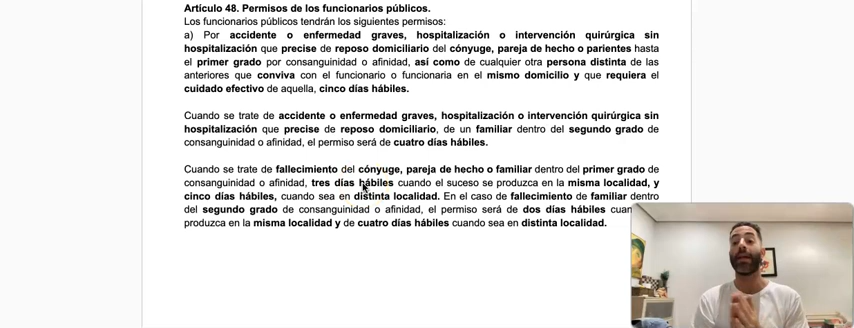 Artículo 48. Permisos de los funcionarios públicos.
Los funcionarios públicos tendrán los siguientes permisos:
a) Por accidente o enfermedad graves, hospitalización o intervención quirúrgica sin
hospitalización que precise de reposo domiciliario del cónyuge, pareja de hecho o parientes hasta
el primer grado por consanguinidad o afinidad, así como de cualquier otra persona distinta de las
anteriores que conviva con el funcionario o funcionaria en el mismo domicilio y que requiera el
cuidado efectivo de aquella, cinco días hábiles.
Cuando se trate de accidente o enfermedad graves, hospitalización o intervención quirúrgica sin
hospitalización que precise de reposo domiciliario, de un familiar dentro del segundo grado de
consanguinidad o afinidad, el permiso será de cuatro días hábiles.
Cuando se trate de fallecimiento del cónyuge, pareja de hecho o familiar dentro del primer grado de
consanguinidad o afinidad, tres días hábiles cuando el suceso se produzca en la misma localidad, y
cinco días hábiles, cuando sea en distinta localidad. En el caso de fallecimiento de familiar dentro
del segundo grado de consanguinidad o afinidad, el permiso será de dos días hábiles
produzca en la misma localidad y de cuatro días hábiles cuando sea en distinta localidad.